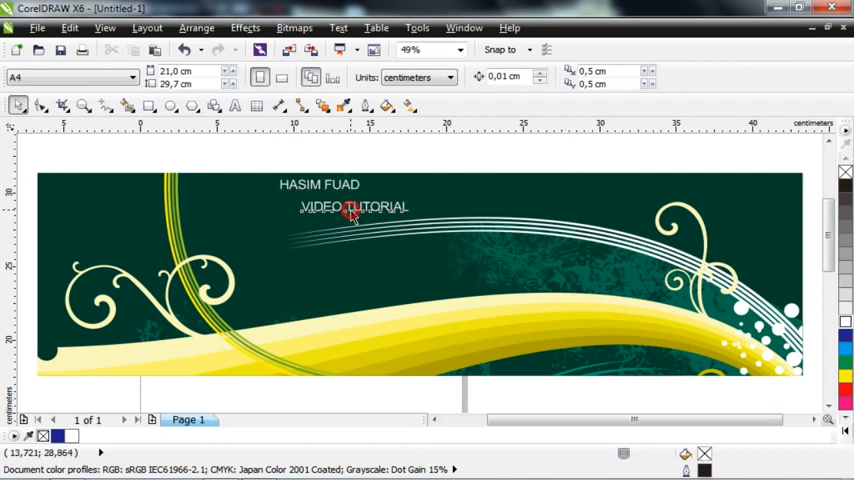 CorelDRAW X6 - [Untitled-1]
File Edit View Layout Arrange Effects Bitmaps Text Table Tools Window Help
49% Snap to
A4 21,0 cm 29,7 cm Units: centimeters 0,01 cm 0,5 cm 0,5 cm
5 0 5 10 15 20 25 30 35 40 centimeters
30
25
20
centimeters
HASIM FUAD
VIDEO TUTORIAL
1 of 1 Page 1
( 13,721; 28,864 )
Document color profiles: RGB: sRGB IEC61966-2.1; CMYK: Japan Color 2001 Coated; Grayscale: Dot Gain 15%